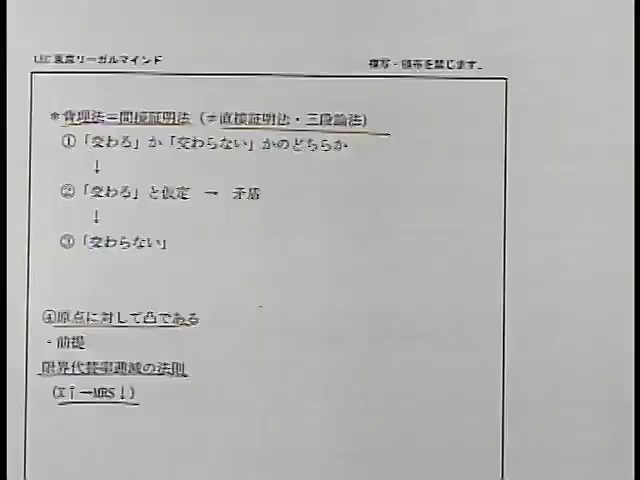 LEC東京リーガルマインド
複写・頒布を禁じます。
＊背理法＝間接証明法（≠直接証明法・三段論法）
①「交わる」か「交わらない」かのどちらか
↓
②「交わる」と仮定 → 矛盾
↓
③「交わらない」
④原点に対して凸である
・前提
限界代替率逓減の法則
（X↑→MRS↓）